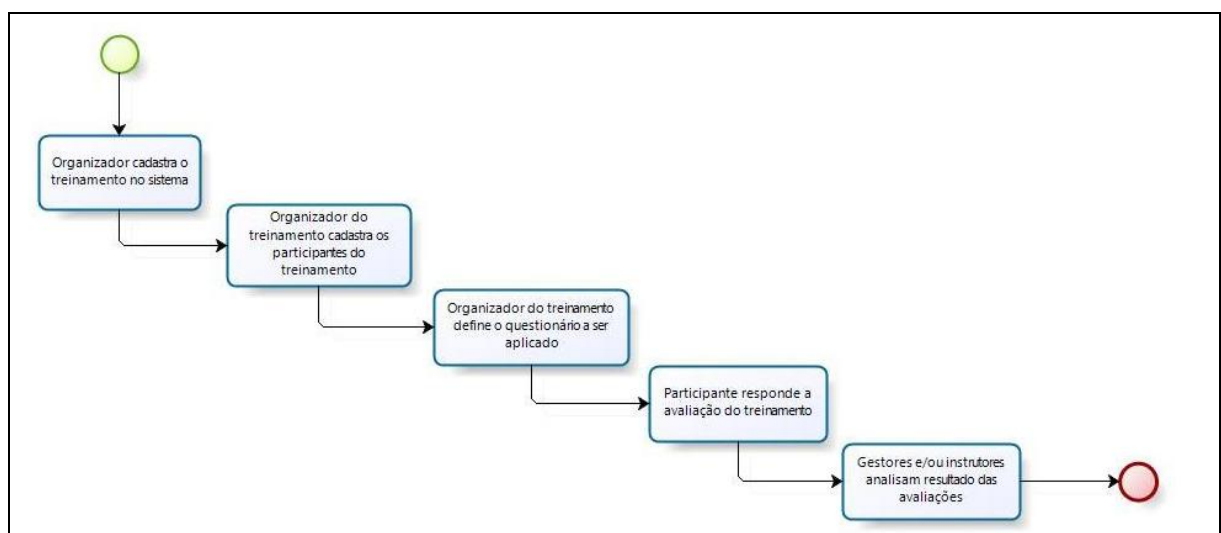 Organizador cadastra o
treinamento no sistema
Organizador do
treinamento cadastra os
participantes do
treinamento
Organizador do treinamento
define o questionário a ser
aplicado
Participante responde a
avaliação do treinamento
Gestores e/ou instrutores
analisam resultado das
avaliações